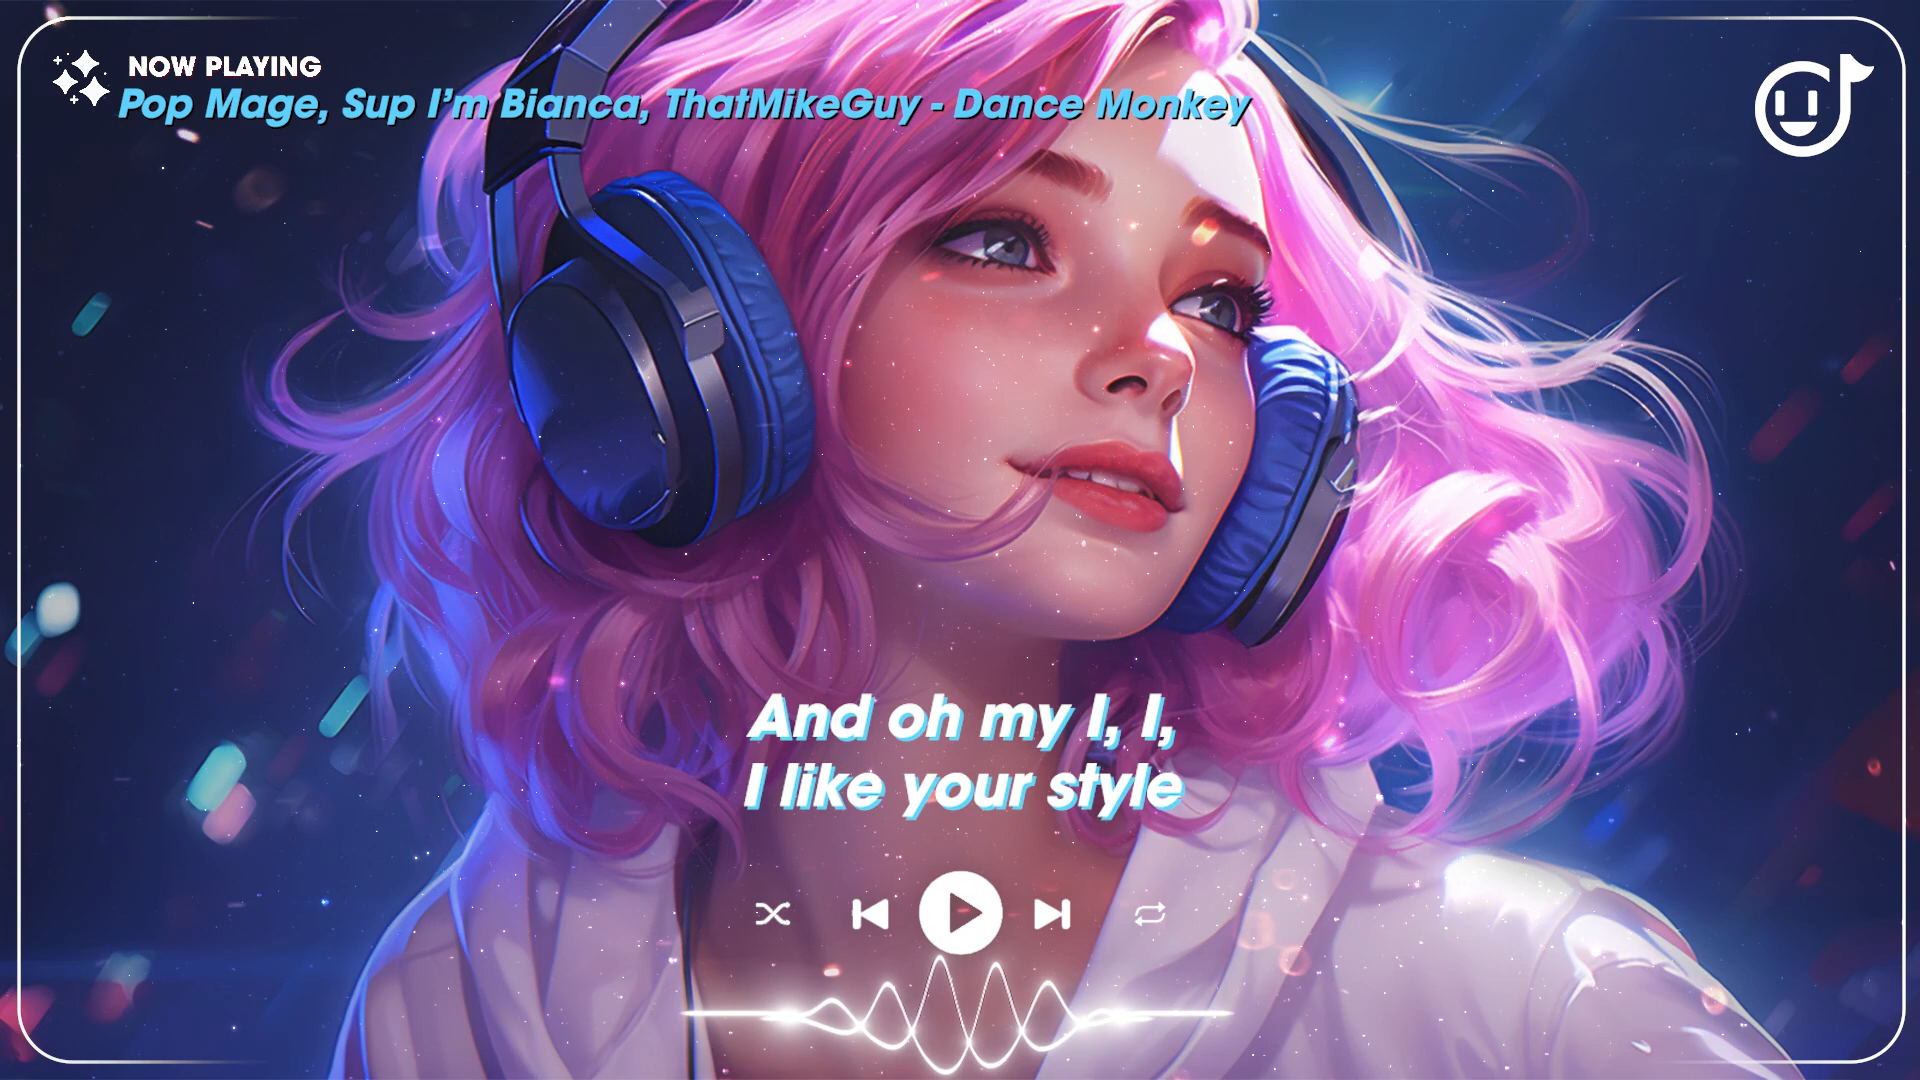 NOW PLAYING
Pop Mage, Sup I’m Bianca, ThatMikeGuy - Dance Monkey
And oh my I, I,
I like your style